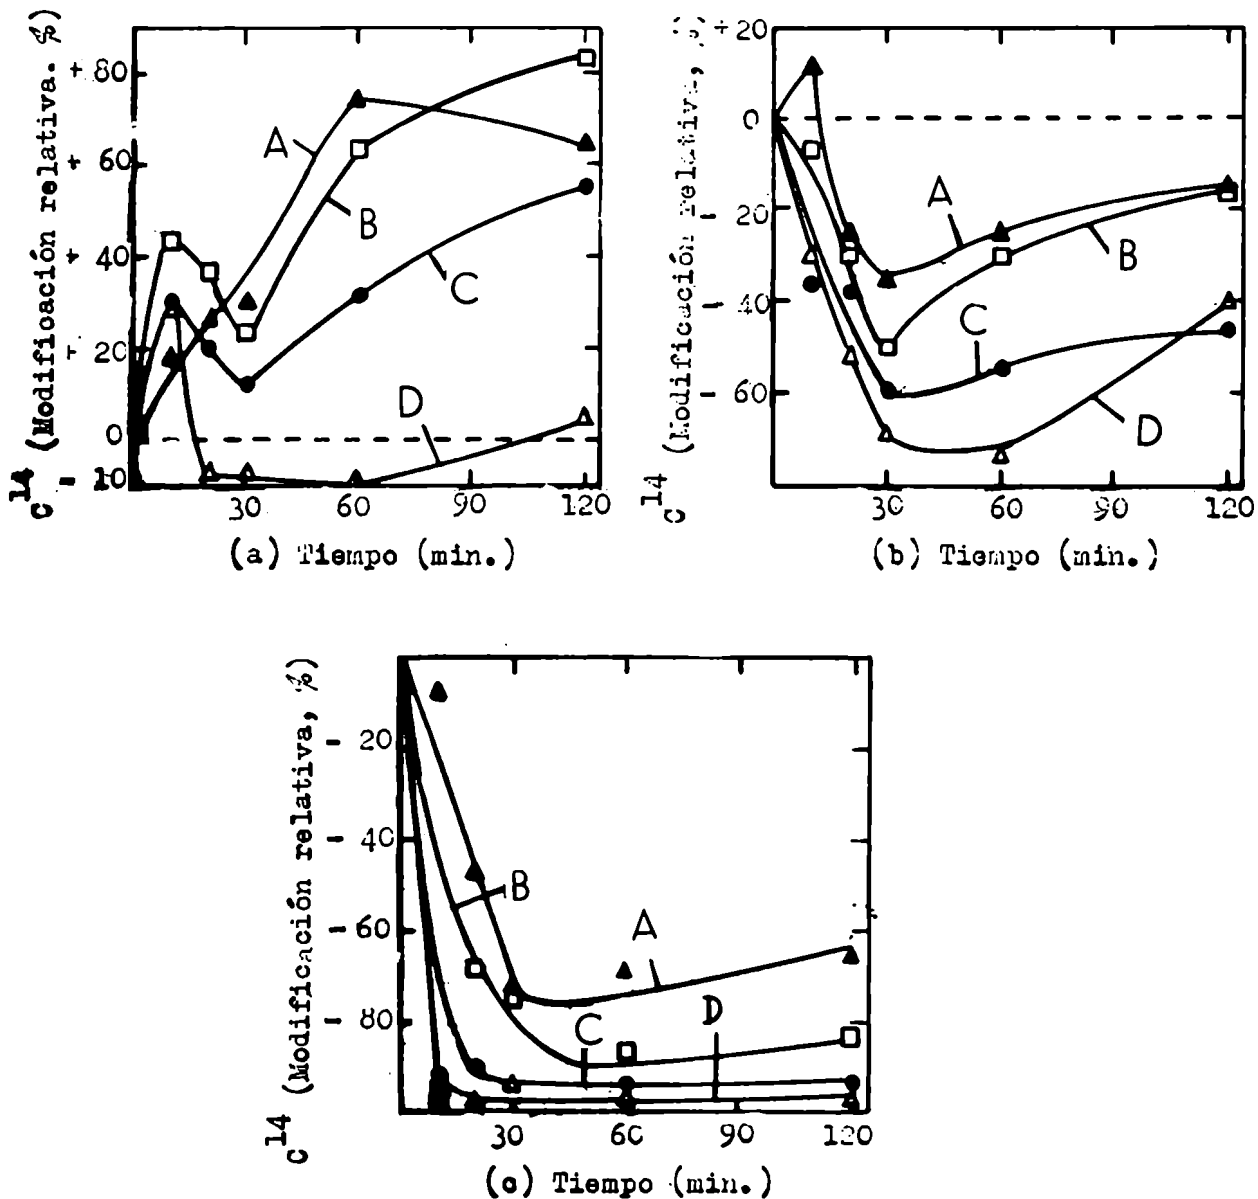 C14 (Modificación relativa. %)
+ 80
+ 60
+ 40
+ 20
0
- 10
A
B
C
D
30 60 90 120
(a) Tiempo (min.)
C14 (Modificación relativa, %)
+20
0
- 20
- 40
- 60
A
B
C
D
30 60 90 120
(b) Tiempo (min.)
C14 (Modificación relativa, %)
- 20
- 40
- 60
- 80
B
A
C D
30 60 90 120
(c) Tiempo (min.)